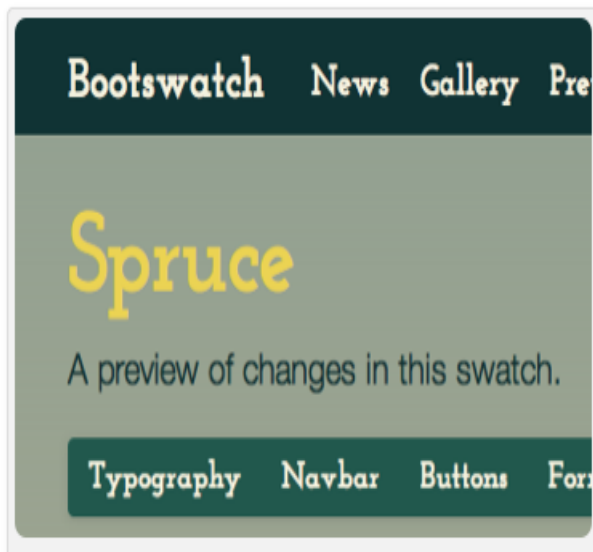 Bootswatch News Gallery
Spruce
A preview of changes in this swatch.
Typography Navbar Buttons